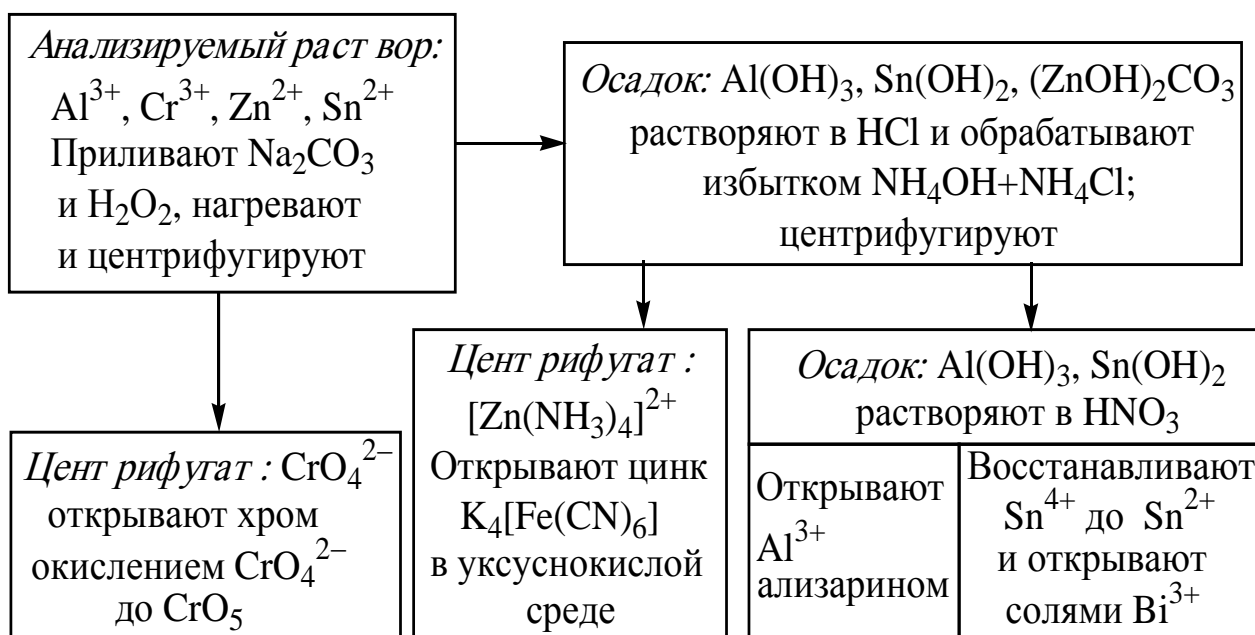 Анализируемый раст вор:
Al³⁺, Cr³⁺, Zn²⁺, Sn²⁺
Приливают Na₂CO₃
и H₂O₂, нагревают
и центрифугируют
Осадок: Al(OH)₃, Sn(OH)₂, (ZnOH)₂CO₃
растворяют в HCl и обрабатывают
избытком NH₄OH+NH₄Cl;
центрифугируют
Цент рифугат : CrO₄²⁻
открывают хром
окислением CrO₄²⁻
до CrO₅
Цент рифугат :
[Zn(NH₃)₄]²⁺
Открывают цинк
K₄[Fe(CN)₆]
в уксуснокислой
среде
Осадок: Al(OH)₃, Sn(OH)₂
растворяют в HNO₃
Открывают
Al³⁺
ализарином
Восстанавливают
Sn⁴⁺ до Sn²⁺
и открывают
солями Bi³⁺